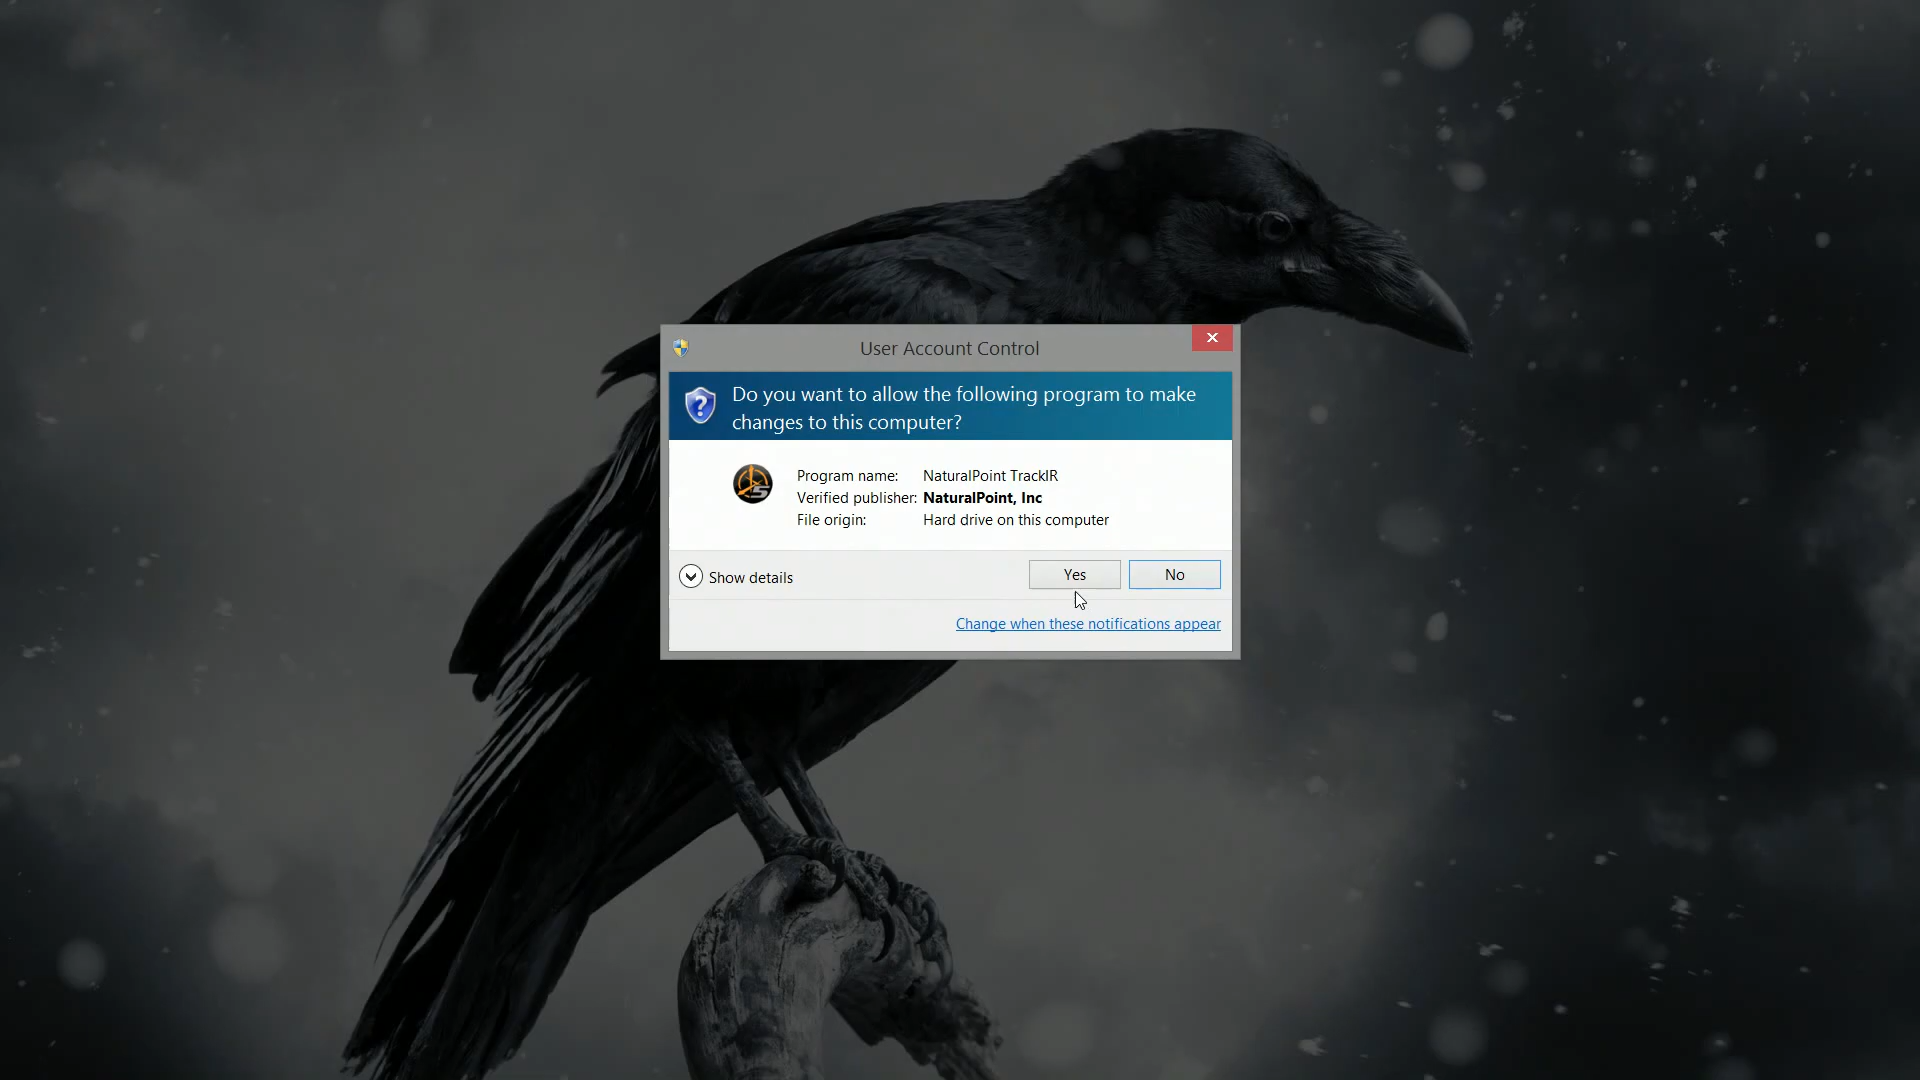 User Account Control
Do you want to allow the following program to make
changes to this computer?
Program name: NaturalPoint TrackIR
Verified publisher: NaturalPoint, Inc
File origin: Hard drive on this computer
Show details
Yes
No
Change when these notifications appear